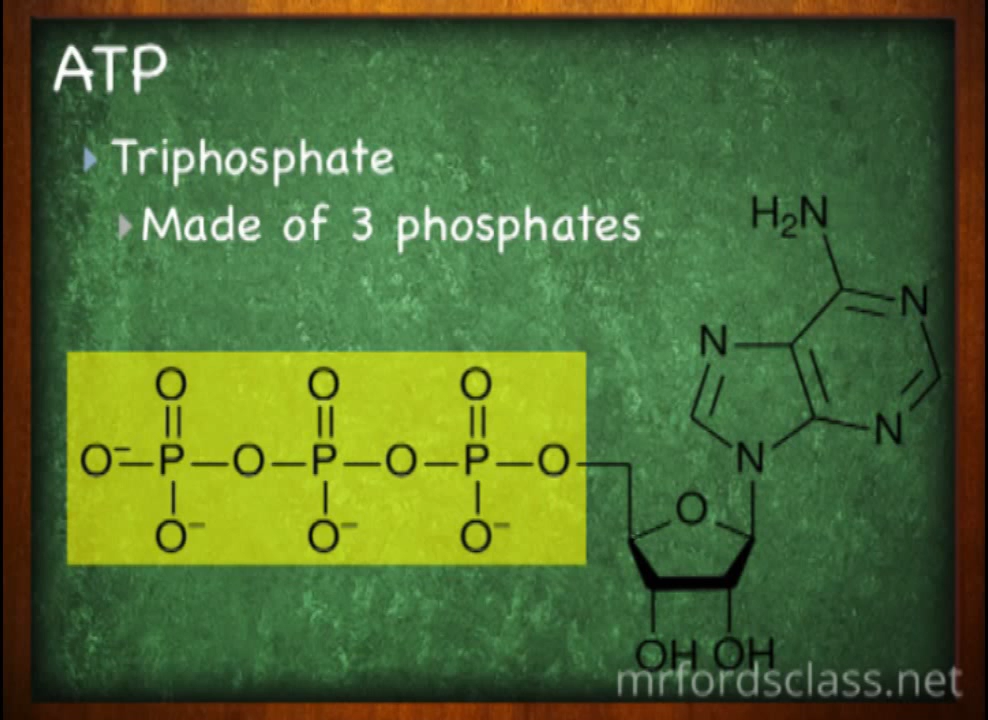 ATP
Triphosphate
Made of 3 phosphates
H₂N
N
N
O O O
N
N
O⁻ P O P O P O
O
O⁻ O⁻ O⁻
OH OH
mrfordsclass.net